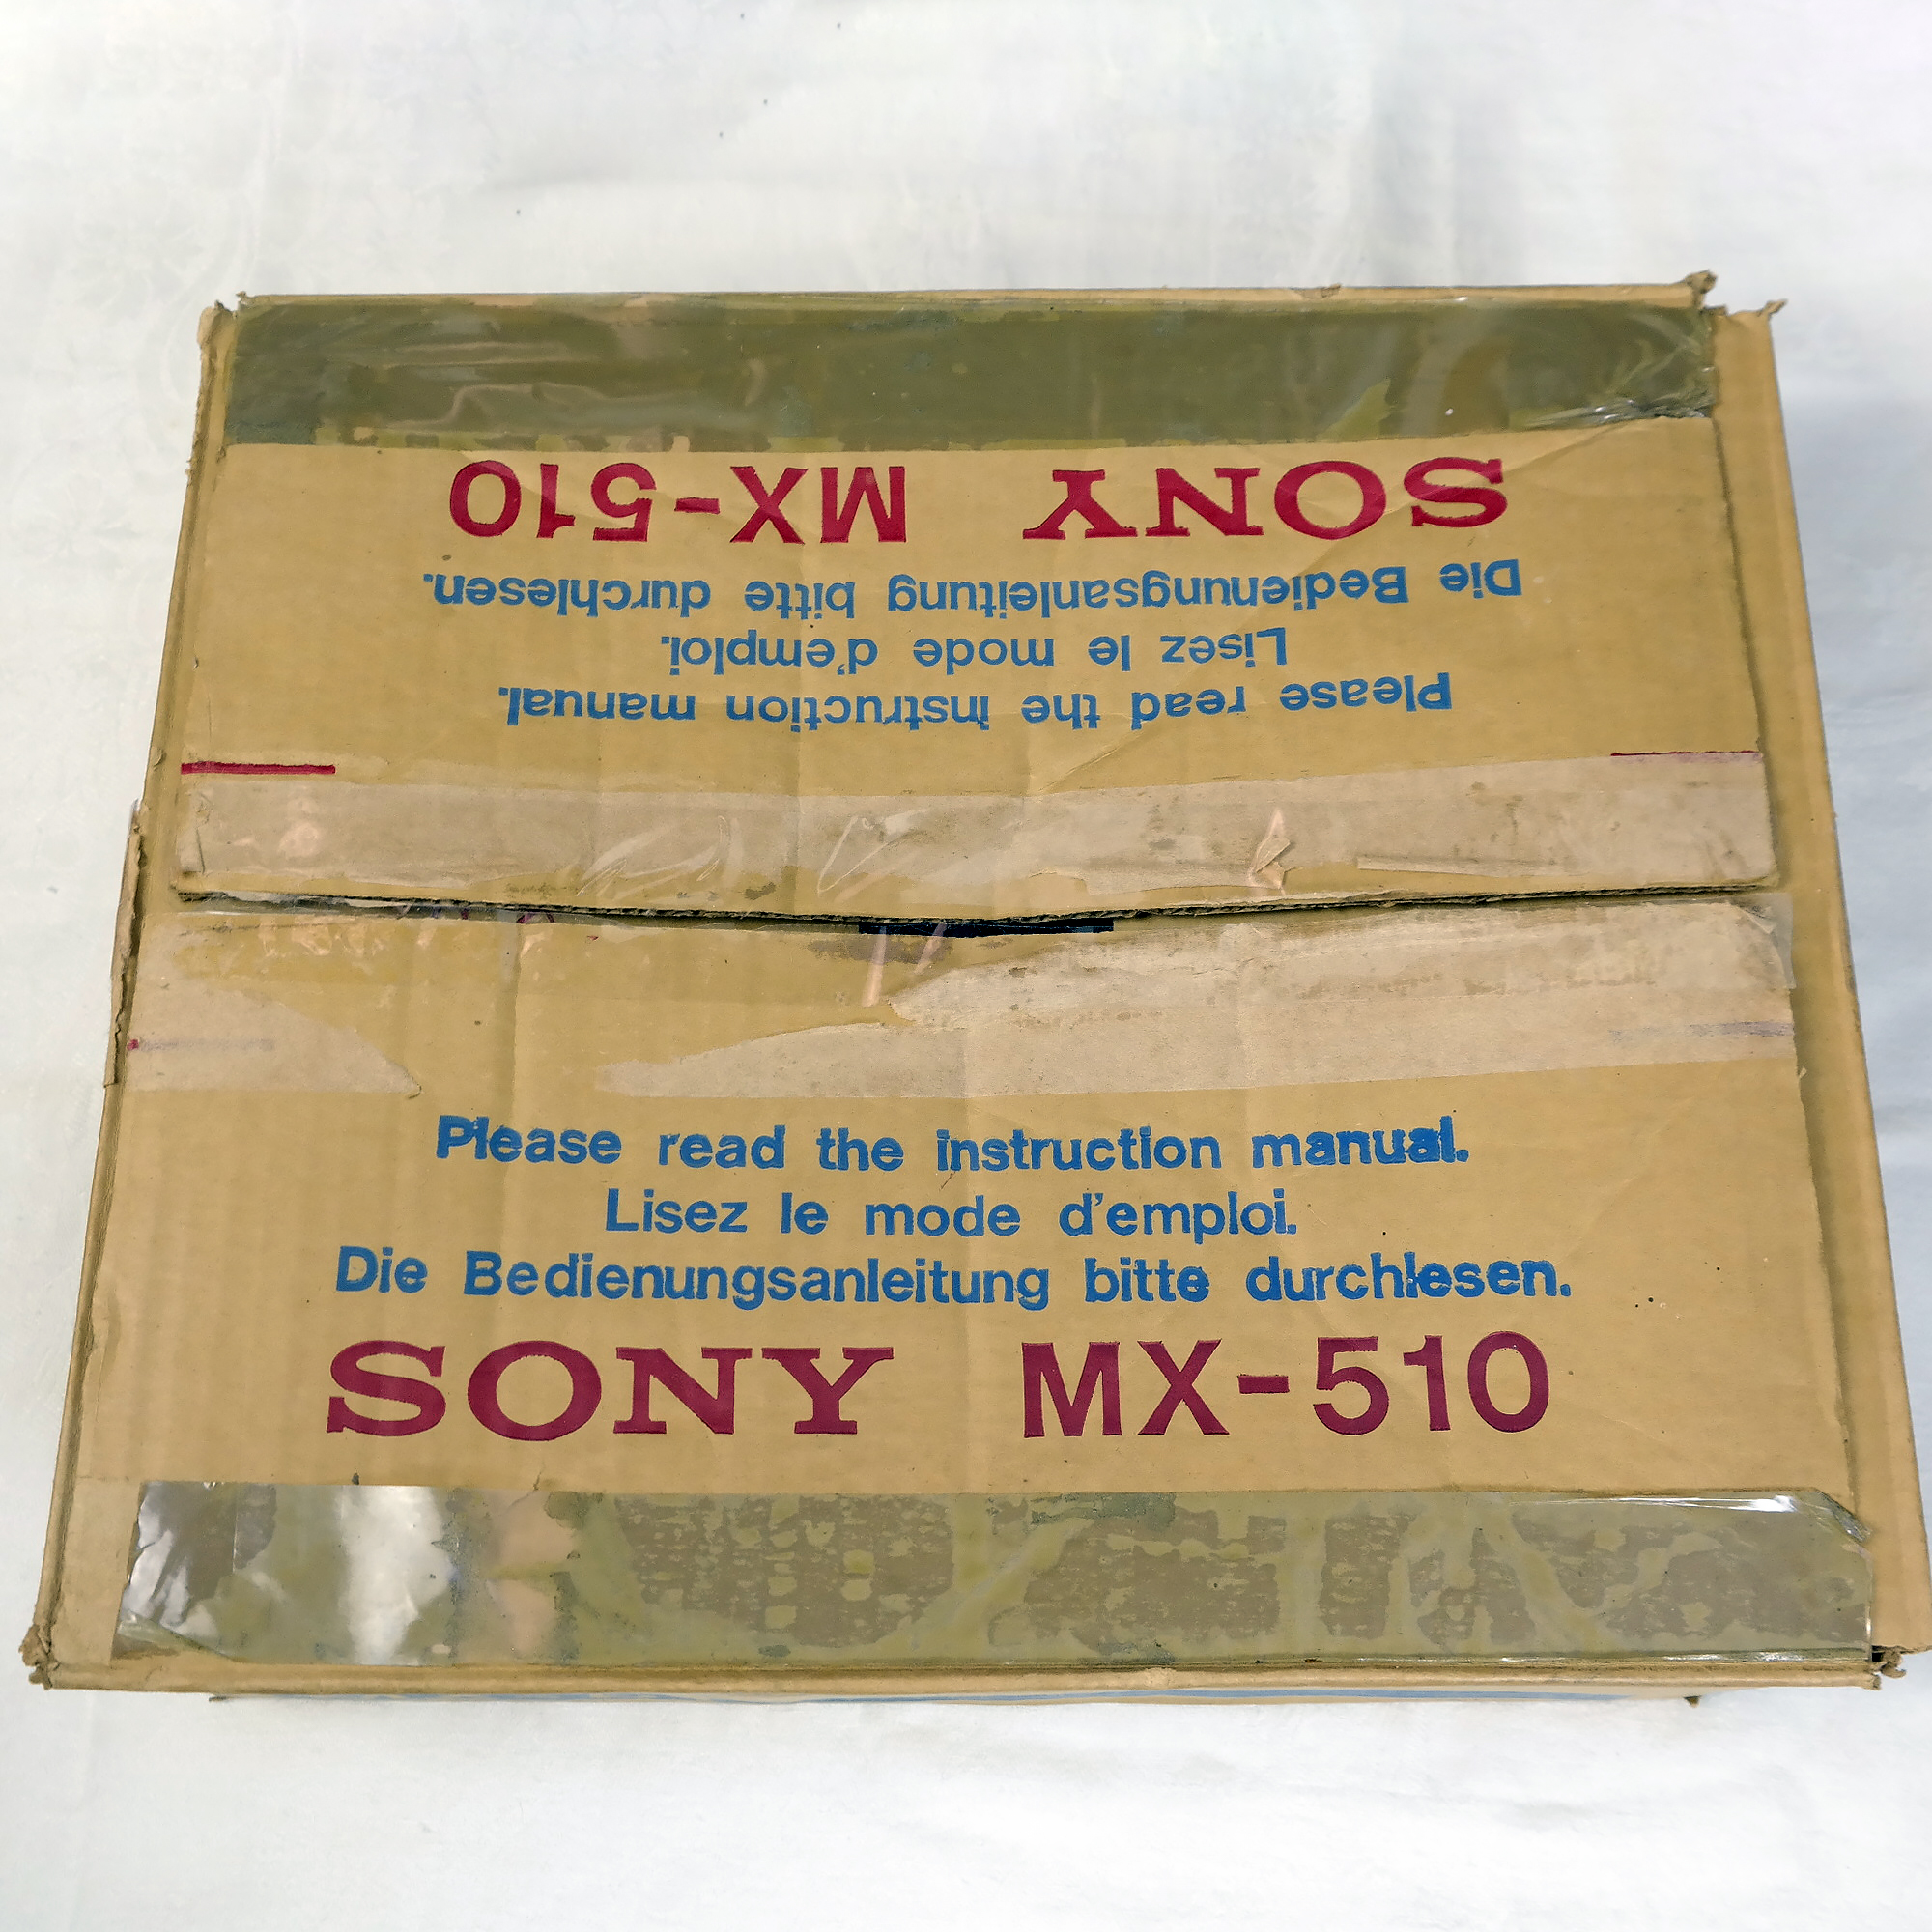 SONY MX-510
Die Bedienungsanleitung bitte durchlesen.
Lisez le mode d'emploi.
Please read the instruction manual.
Please read the instruction manual.
Lisez le mode d'emploi.
Die Bedienungsanleitung bitte durchlesen.
SONY MX-510